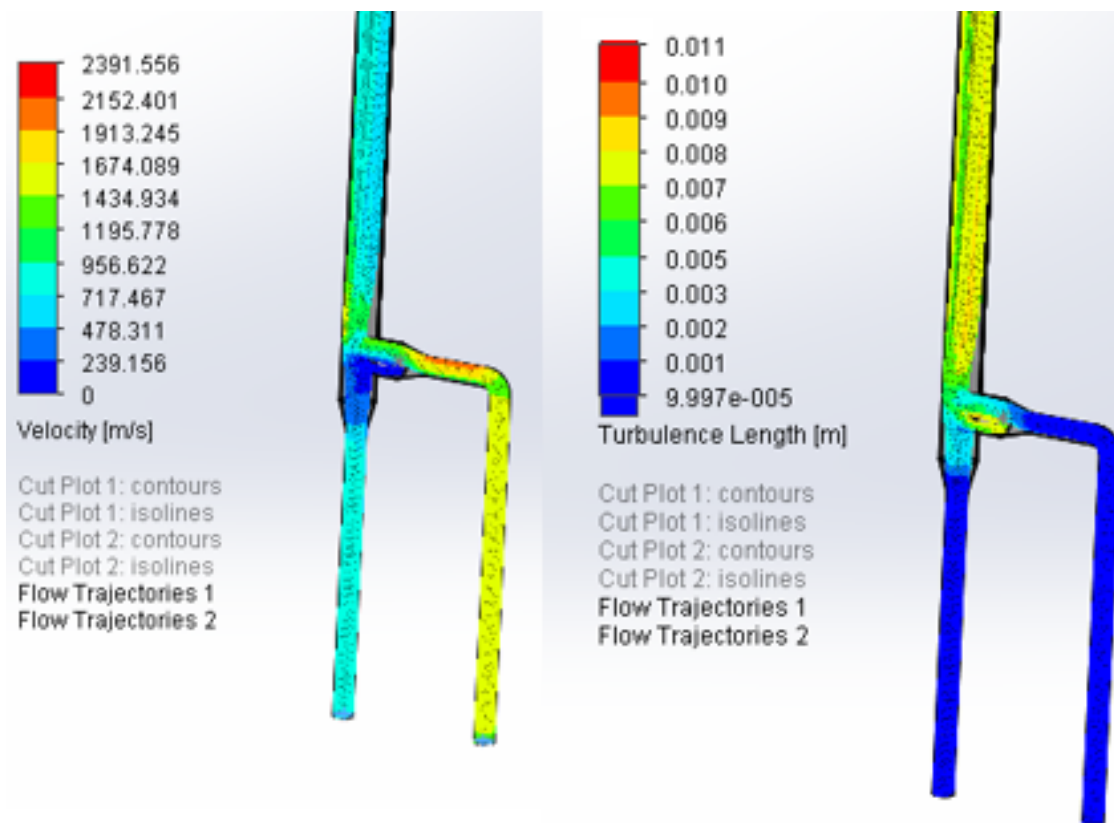 2391.556
2152.401
1913.245
1674.089
1434.934
1195.778
956.622
717.467
478.311
239.156
0
Velocity [m/s]
Cut Plot 1: contours
Cut Plot 1: isolines
Cut Plot 2: contours
Cut Plot 2: isolines
Flow Trajectories 1
Flow Trajectories 2
0.011
0.010
0.009
0.008
0.007
0.006
0.005
0.003
0.002
0.001
9.997e-005
Turbulence Length [m]
Cut Plot 1: contours
Cut Plot 1: isolines
Cut Plot 2: contours
Cut Plot 2: isolines
Flow Trajectories 1
Flow Trajectories 2